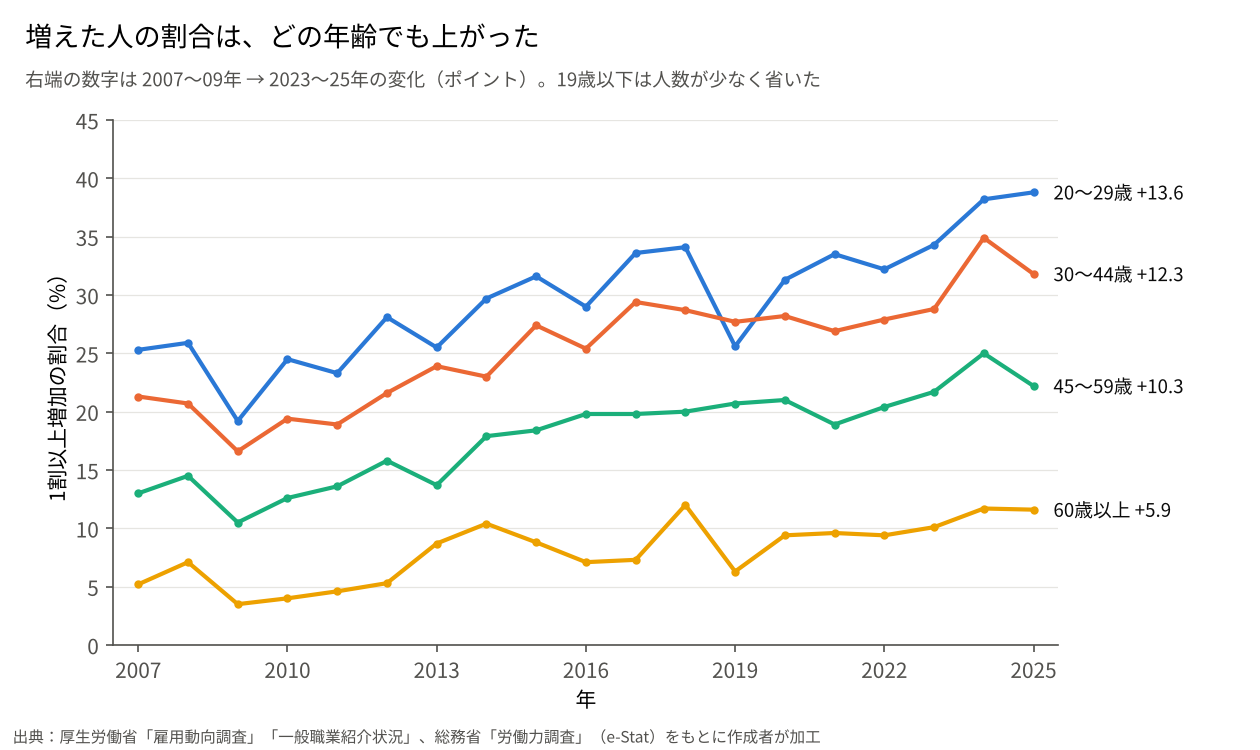 増えた人の割合は、どの年齢でも上がった
右端の数字は 2007～09年 → 2023～25年の変化（ポイント）。19歳以下は人数が少なく省いた
1割以上増加の割合（%）
45
40
35
30
25
20
15
10
5
0
20～29歳 +13.6
30～44歳 +12.3
45～59歳 +10.3
60歳以上 +5.9
2007 2010 2013 2016 2019 2022 2025
年
出典：厚生労働省「雇用動向調査」「一般職業紹介状況」、総務省「労働力調査」（e-Stat）をもとに作成者が加工